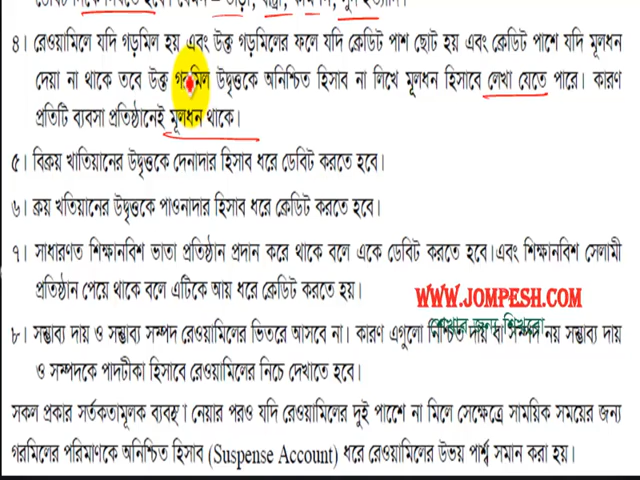 ৪। রেওয়ামিলে যদি গড়মিল হয় এবং উক্ত গড়মিলের ফলে যদি ক্রেডিট পাশ ছোট হয় এবং ক্রেডিট পাশে যদি মূলধন
দেয়া না থাকে তবে উক্ত গরমিল উদ্বৃত্তকে অনিশ্চিত হিসাব না লিখে মূলধন হিসাবে লেখা যেতে পারে। কারণ
প্রতিটি ব্যবসা প্রতিষ্ঠানেই মূলধন থাকে।
৫। বিক্রয় খাতিয়ানের উদ্বৃত্তকে দেনাদার হিসাব ধরে ডেবিট করতে হবে।
৬। ক্রয় খতিয়ানের উদ্বৃত্তকে পাওনাদার হিসাব ধরে ক্রেডিট করতে হবে।
৭। সাধারণত শিক্ষানবিশ ভাতা প্রতিষ্ঠান প্রদান করে থাকে বলে একে ডেবিট করতে হবে।এবং শিক্ষানবিশ সেলামী
প্রতিষ্ঠান পেয়ে থাকে বলে এটিকে আয় ধরে ক্রেডিট করতে হয়।
WWW.JOMPESH.COM
শেখার জন্য শিখবো
৮। সম্ভাব্য দায় ও সম্ভাব্য সম্পদ রেওয়ামিলের ভিতরে আসবে না। কারণ এগুলো নিশ্চিত দায় বা সম্পদ নয় সম্ভাব্য দায়
ও সম্পদকে পাদটীকা হিসাবে রেওয়ামিলের নিচে দেখাতে হবে।
সকল প্রকার সর্তকতামূলক ব্যবস্থা নেয়ার পরও যদি রেওয়ামিলের দুই পাশে না মিলে সেক্ষেত্রে সাময়িক সময়ের জন্য
গরমিলের পরিমাণকে অনিশ্চিত হিসাব (Suspense Account) ধরে রেওয়ামিলের উভয় পার্শ্ব সমান করা হয়।